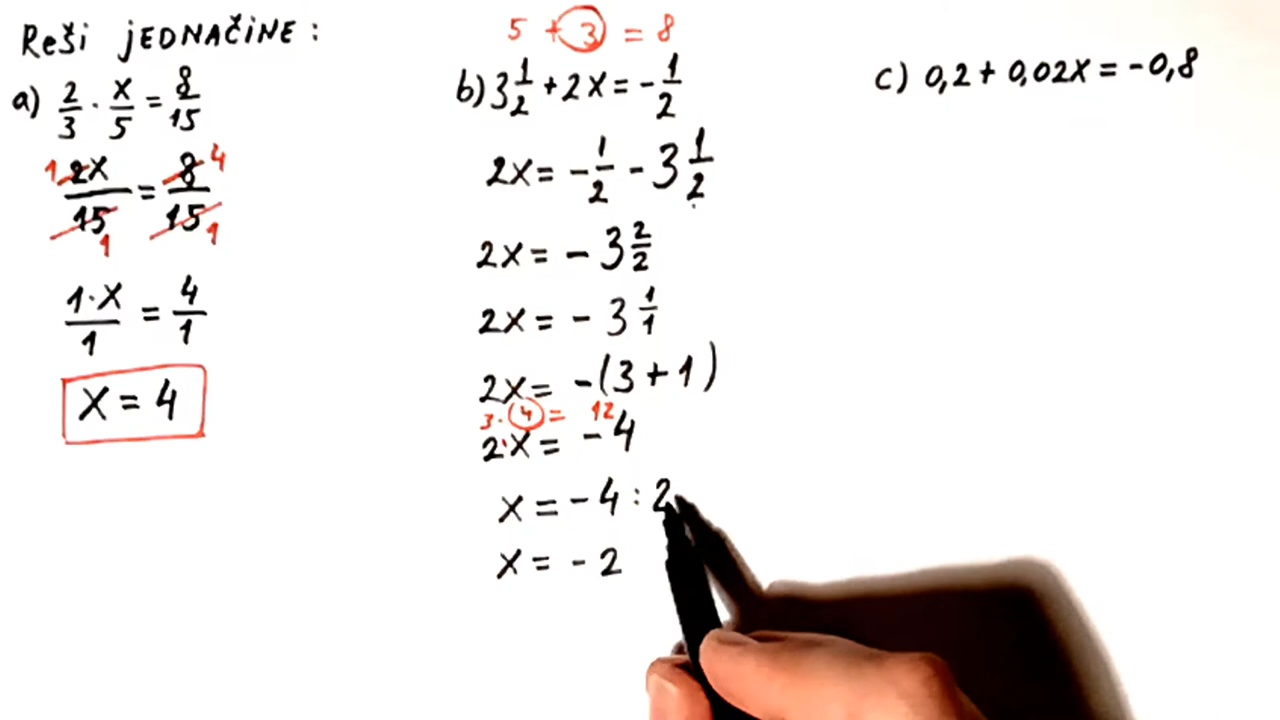 Reši jEDNAČiNE :
a) 2/3 · x/5 = 8/15
1 2x/15 1 = 8/15 4 1
1·x/1 = 4/1
x = 4
5 + 3 = 8
b) 3 1/2 + 2x = - 1/2
2x = - 1/2 - 3 1/2
2x = - 3 2/2
2x = - 3 1/1
2x = -(3 + 1)
3 · 4 = 12
2·x = - 4
x = - 4 : 2
x = - 2
c) 0,2 + 0,02x = - 0,8